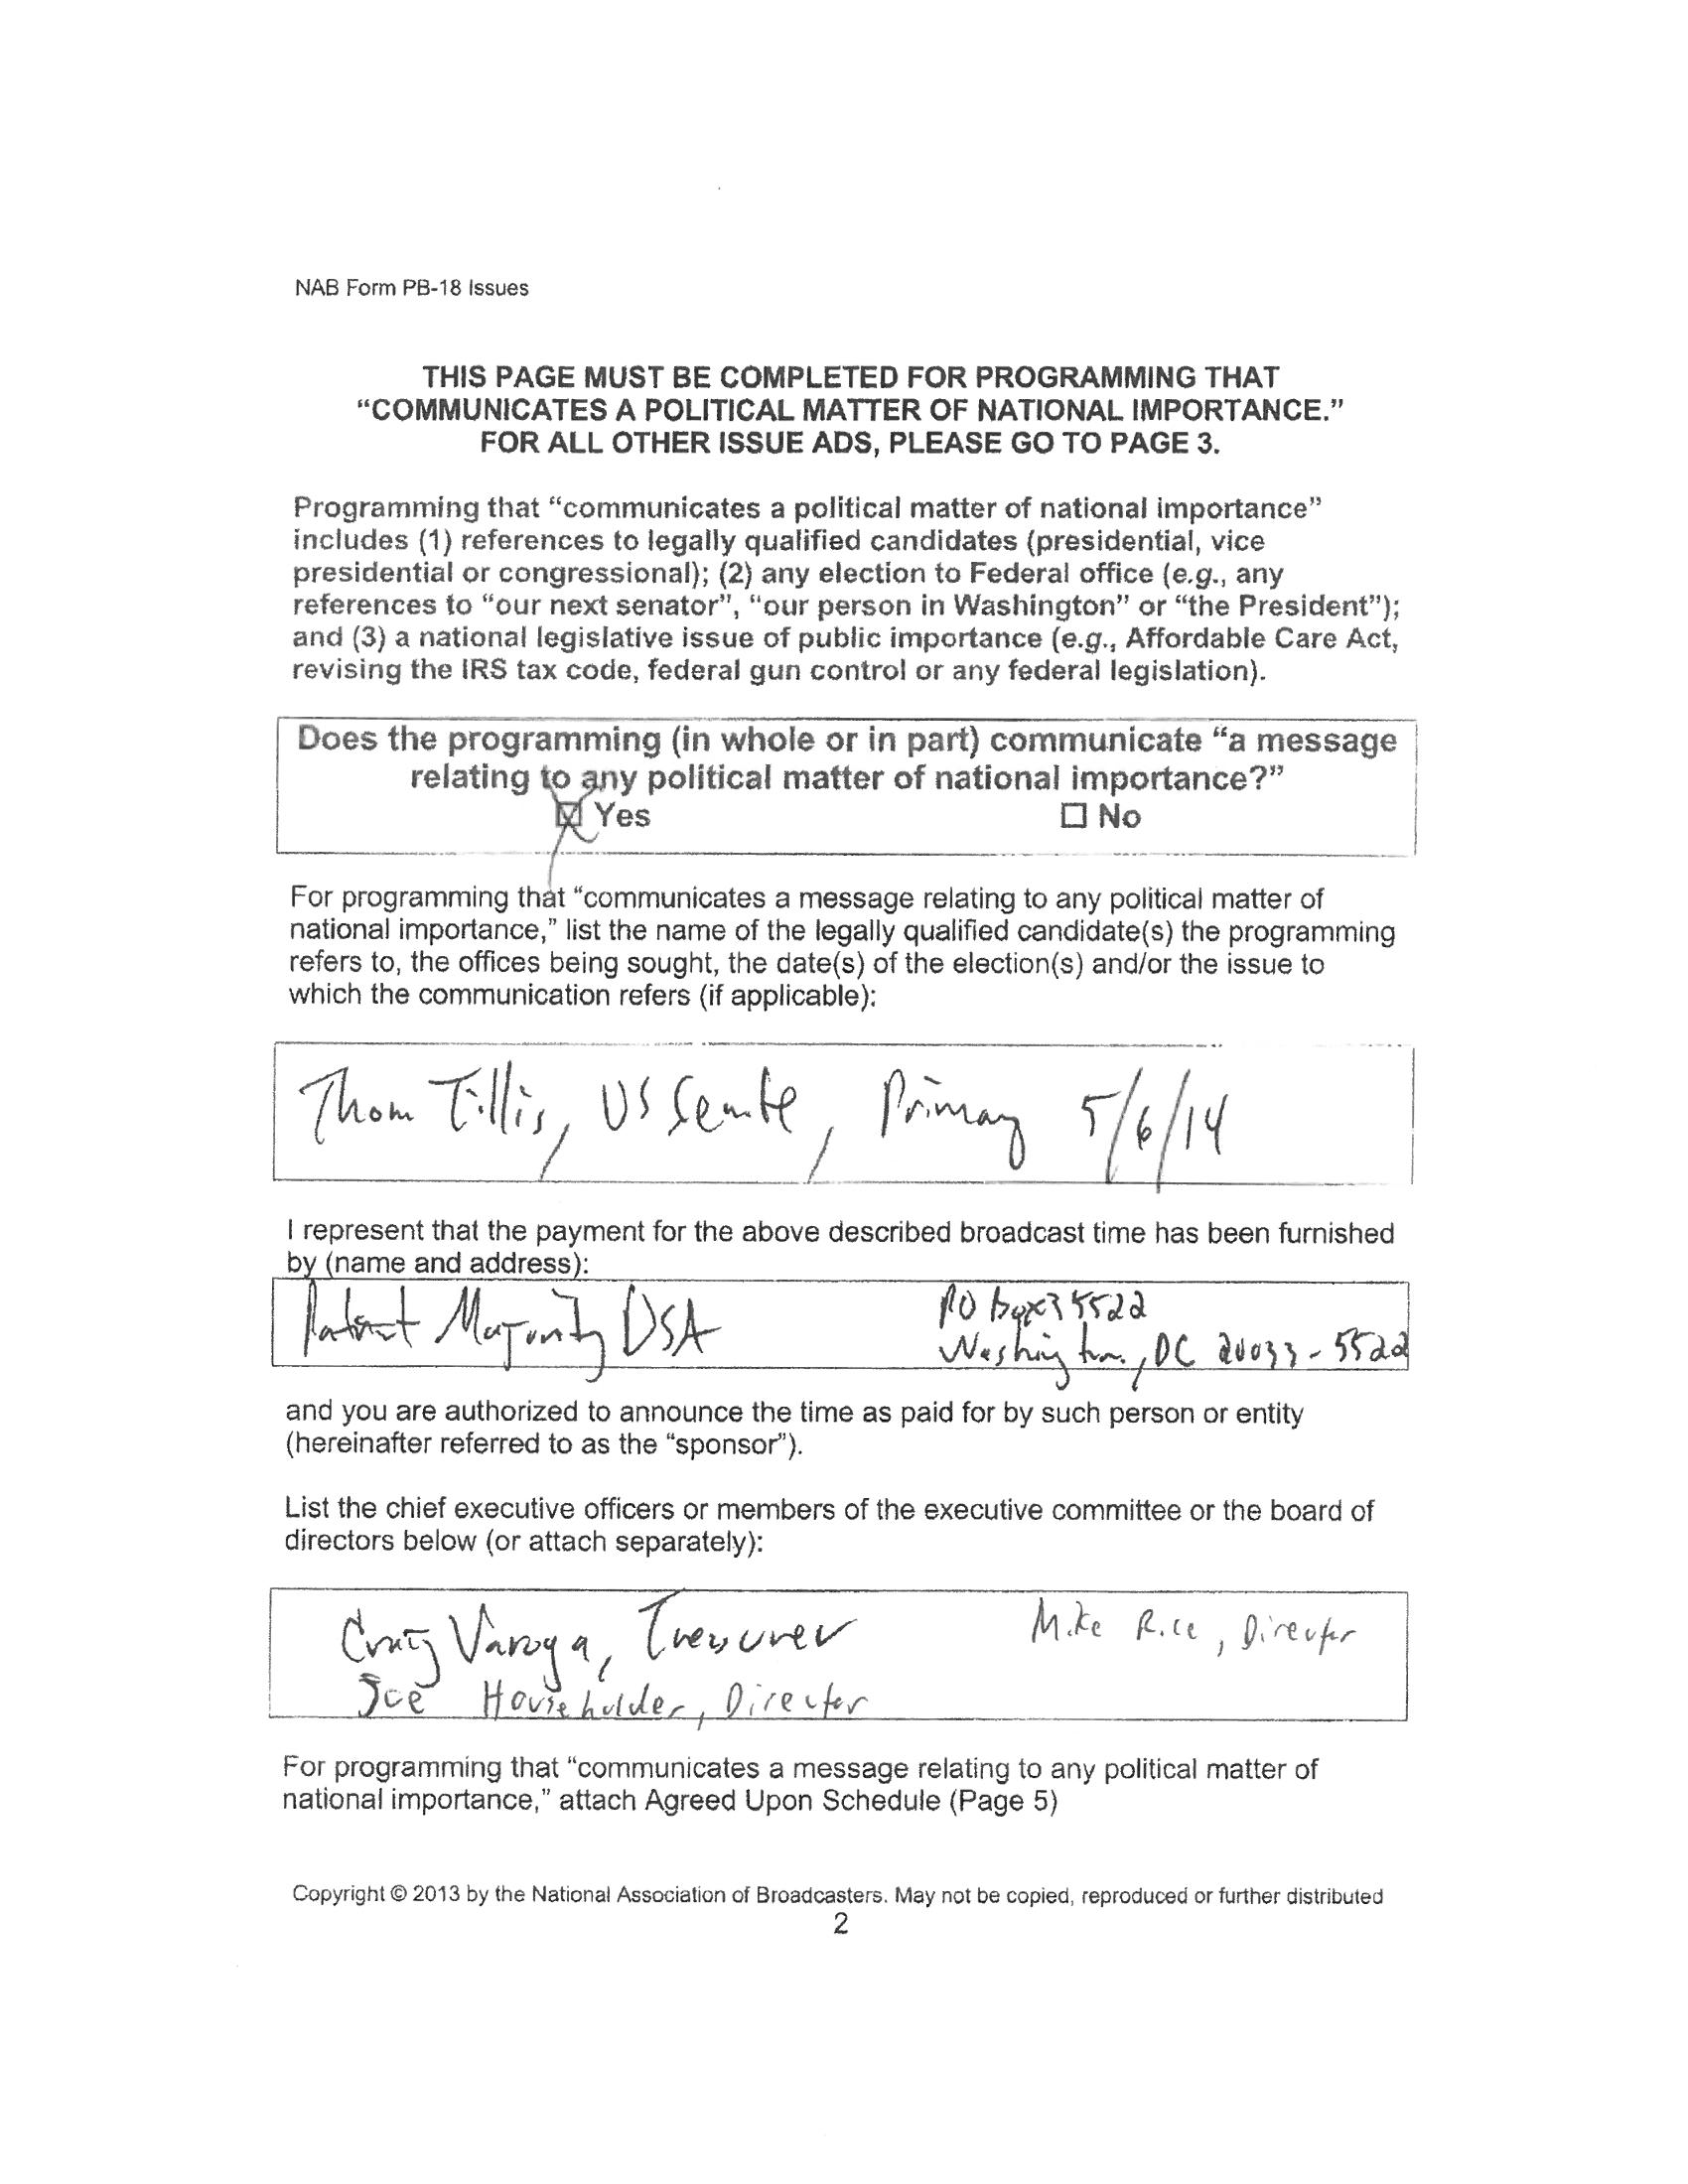 NAB Form PB-18 Issues
THIS PAGE MUST BE COMPLETED FOR PROGRAMMING THAT
“COMMUNICATES A POLITICAL MATTER OF NATIONAL IMPORTANCE.”
FOR ALL OTHER ISSUE ADS, PLEASE GO TO PAGE 3.
Programming that “communicates a political matter of national importance”
includes (1) references to legally qualified candidates (presidential, vice
presidential or congressional); (2) any election to Federal office (e.g., any
references to “our next senator”, “our person in Washington” or “the President”);
and (3) a national legislative issue of public importance (e.g., Affordable Care Act,
revising the IRS tax code, federal gun control or any federal legislation).
Does the programming (in whole or in part) communicate “a message
relating to any political matter of national importance?”
☒ Yes ☐ No
For programming that “communicates a message relating to any political matter of
national importance,” list the name of the legally qualified candidate(s) the programming
refers to, the offices being sought, the date(s) of the election(s) and/or the issue to
which the communication refers (if applicable):
Thom Tillis, US Senate, Primary 5/6/14
I represent that the payment for the above described broadcast time has been furnished
by (name and address):
Patriot Majority USA PO Box 35522
Washington, DC 20033-5522
and you are authorized to announce the time as paid for by such person or entity
(hereinafter referred to as the “sponsor”).
List the chief executive officers or members of the executive committee or the board of
directors below (or attach separately):
Craig Varoga, Treasurer Mike Rice, Director
Joe Householder, Director
For programming that “communicates a message relating to any political matter of
national importance,” attach Agreed Upon Schedule (Page 5)
Copyright © 2013 by the National Association of Broadcasters. May not be copied, reproduced or further distributed
2